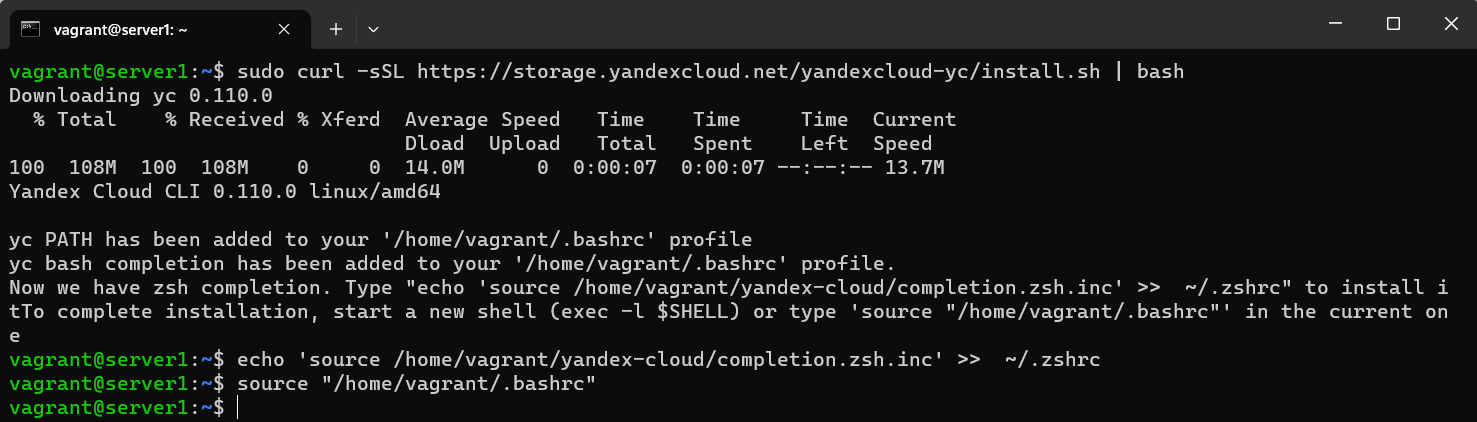 vagrant@server1: ~
vagrant@server1:~$ sudo curl -sSL https://storage.yandexcloud.net/yandexcloud-yc/install.sh | bash
Downloading yc 0.110.0
  % Total    % Received % Xferd  Average Speed   Time    Time     Time  Current
                                 Dload  Upload   Total   Spent    Left  Speed
100  108M  100  108M    0     0  14.0M      0  0:00:07  0:00:07 --:--:-- 13.7M
Yandex Cloud CLI 0.110.0 linux/amd64
yc PATH has been added to your '/home/vagrant/.bashrc' profile
yc bash completion has been added to your '/home/vagrant/.bashrc' profile.
Now we have zsh completion. Type "echo 'source /home/vagrant/yandex-cloud/completion.zsh.inc' >>  ~/.zshrc" to install i
tTo complete installation, start a new shell (exec -l $SHELL) or type 'source "/home/vagrant/.bashrc"' in the current on
e
vagrant@server1:~$ echo 'source /home/vagrant/yandex-cloud/completion.zsh.inc' >>  ~/.zshrc
vagrant@server1:~$ source "/home/vagrant/.bashrc"
vagrant@server1:~$